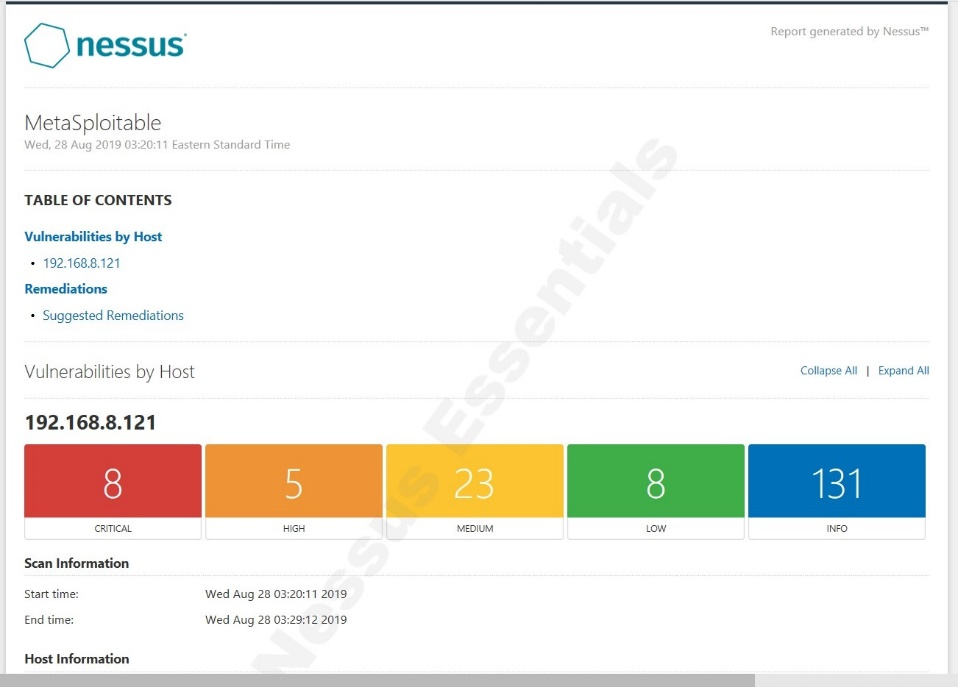 nessus
Report generated by Nessus™
MetaSploitable
Wed, 28 Aug 2019 03:20:11 Eastern Standard Time
TABLE OF CONTENTS
Vulnerabilities by Host
• 192.168.8.121
Remediations
• Suggested Remediations
Vulnerabilities by Host
Collapse All | Expand All
192.168.8.121
8 5 23 8 131
CRITICAL HIGH MEDIUM LOW INFO
Scan Information
Start time: Wed Aug 28 03:20:11 2019
End time: Wed Aug 28 03:29:12 2019
Host Information
Nessus Essentials